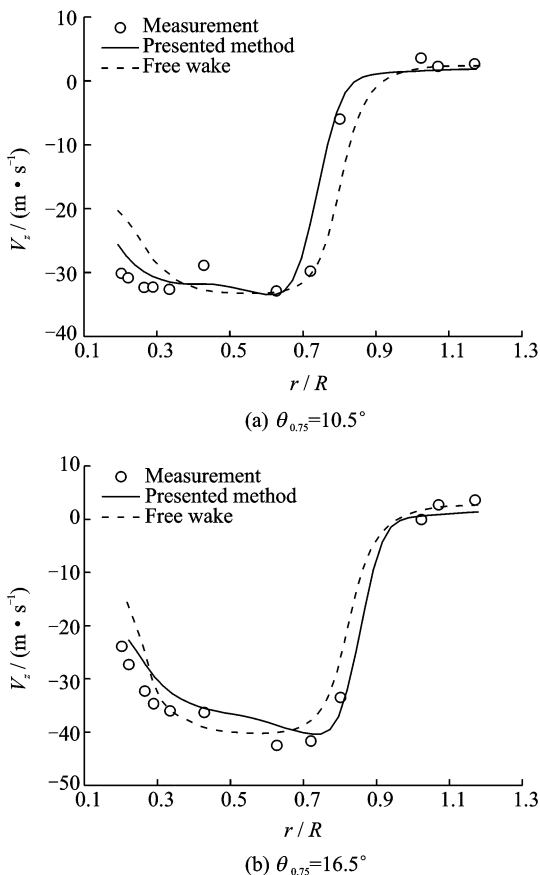 Measurement
Presented method
Free wake
10
0
−10
−20
−30
−40
V_z / (m • s⁻¹)
0.1 0.3 0.5 0.7 0.9 1.1 1.3
r / R
(a) θ₀.₇₅=10.5°
Measurement
Presented method
Free wake
10
0
−10
−20
−30
−40
−50
V_z / (m • s⁻¹)
0.1 0.3 0.5 0.7 0.9 1.1 1.3
r / R
(b) θ₀.₇₅=16.5°